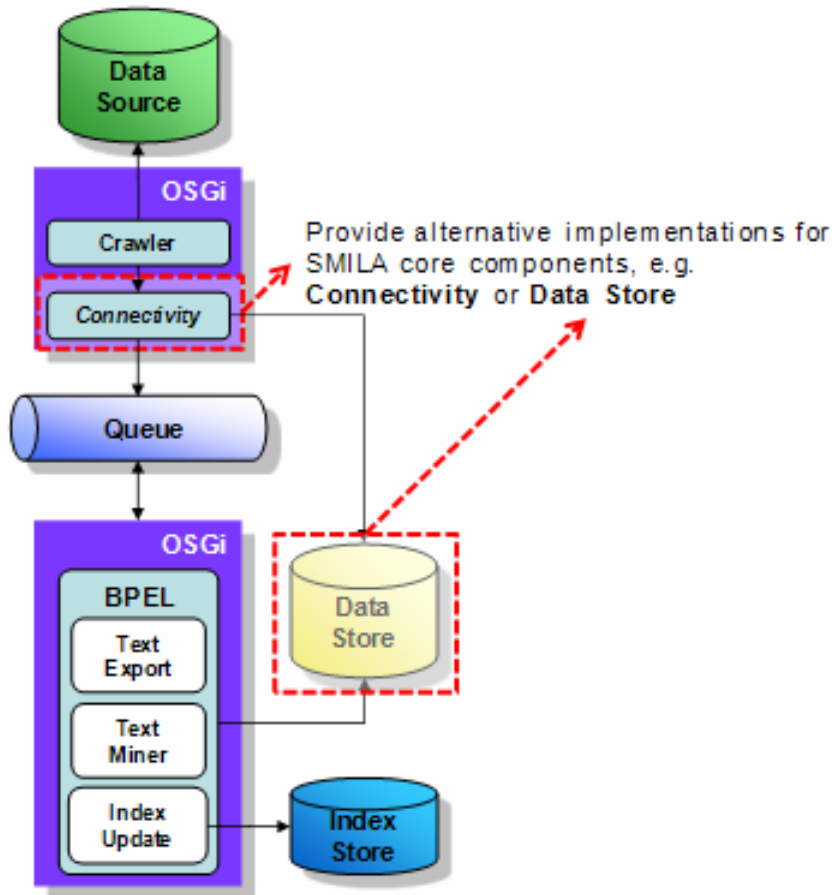 Data
Source
OSGi
Crawler
Connectivity
Provide alternative implementations for
SMILA core components, e.g.
Connectivity or Data Store
Queue
OSGi
BPEL
Text
Export
Text
Miner
Index
Update
Data
Store
Index
Store